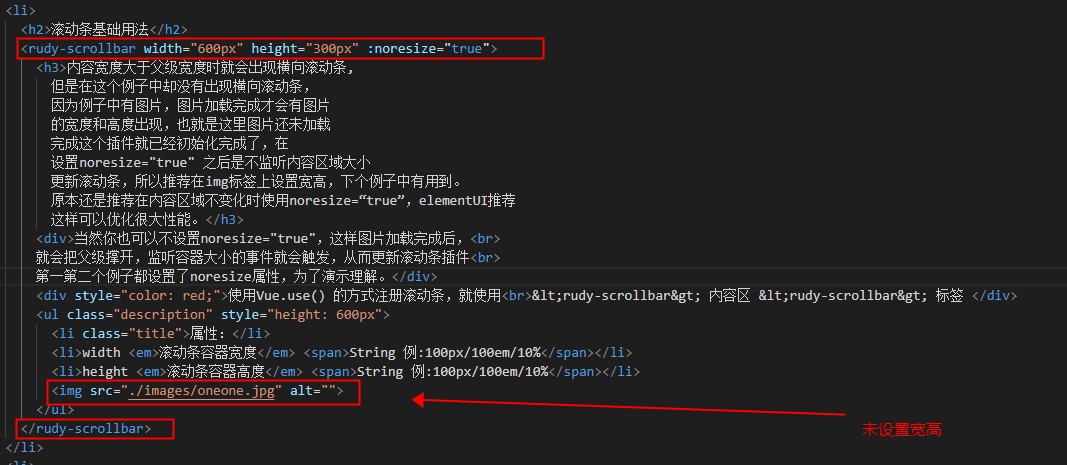 <li>
<h2>滚动条基础用法</h2>
<rudy-scrollbar width="600px" height="300px" :noresize="true">
<h3>内容宽度大于父级宽度时就会出现横向滚动条,
但是在这个例子中却没有出现横向滚动条,
因为例子中有图片，图片加载完成才会有图片
的宽度和高度出现，也就是这里图片还未加载
完成这个插件就已经初始化完成了，在
设置noresize="true" 之后是不监听内容区域大小
更新滚动条，所以推荐在img标签上设置宽高，下个例子中有用到。
原本还是推荐在内容区域不变化时使用noresize=“true”，elementUI推荐
这样可以优化很大性能。</h3>
<div>当然你也可以不设置noresize="true"，这样图片加载完成后，<br>
就会把父级撑开，监听容器大小的事件就会触发，从而更新滚动条插件<br>
第一第二个例子都设置了noresize属性，为了演示理解。</div>
<div style="color: red;">使用Vue.use() 的方式注册滚动条，就使用<br>&lt;rudy-scrollbar&gt; 内容区 &lt;rudy-scrollbar&gt; 标签 </div>
<ul class="description" style="height: 600px">
<li class="title">属性: </li>
<li>width <em>滚动条容器宽度</em> <span>String 例:100px/100em/10%</span></li>
<li>height <em>滚动条容器高度</em> <span>String 例:100px/100em/10%</span></li>
<img src="./images/oneone.jpg" alt="">
</ul>
未设置宽高
</rudy-scrollbar>
</li>
<li>